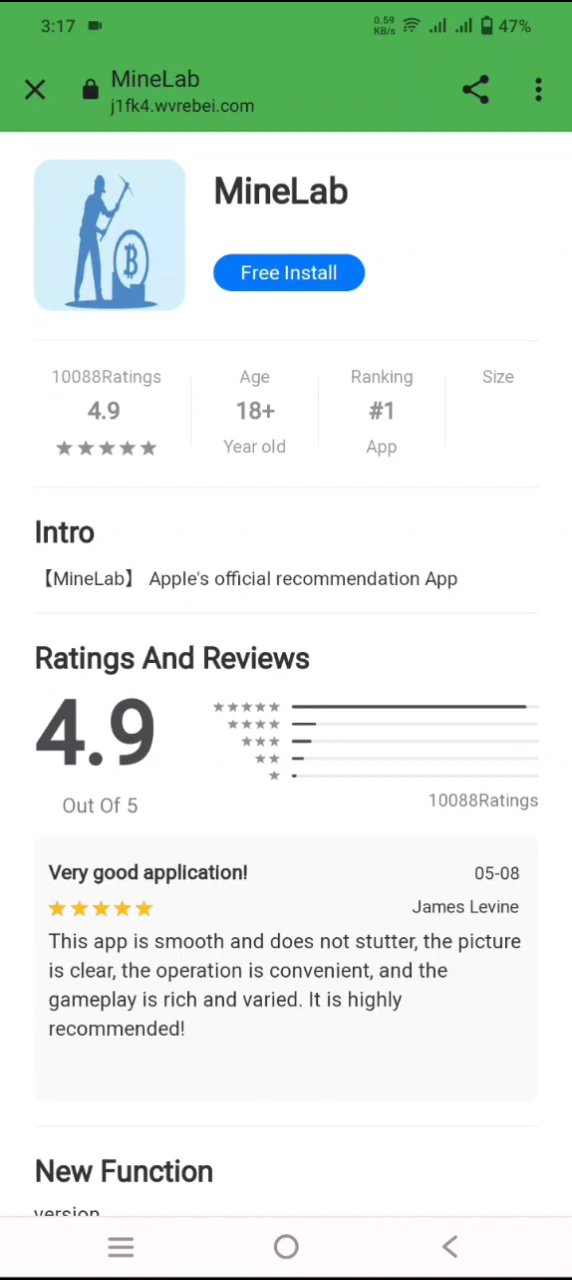 3:17 0.59 KB/s 47%
MineLab
j1fk4.wvrebei.com
MineLab
Free Install
10088Ratings Age Ranking Size
4.9 18+ #1
Year old App
Intro
【MineLab】 Apple's official recommendation App
Ratings And Reviews
4.9
Out Of 5 10088Ratings
Very good application! 05-08
James Levine
This app is smooth and does not stutter, the picture
is clear, the operation is convenient, and the
gameplay is rich and varied. It is highly
recommended!
New Function
version